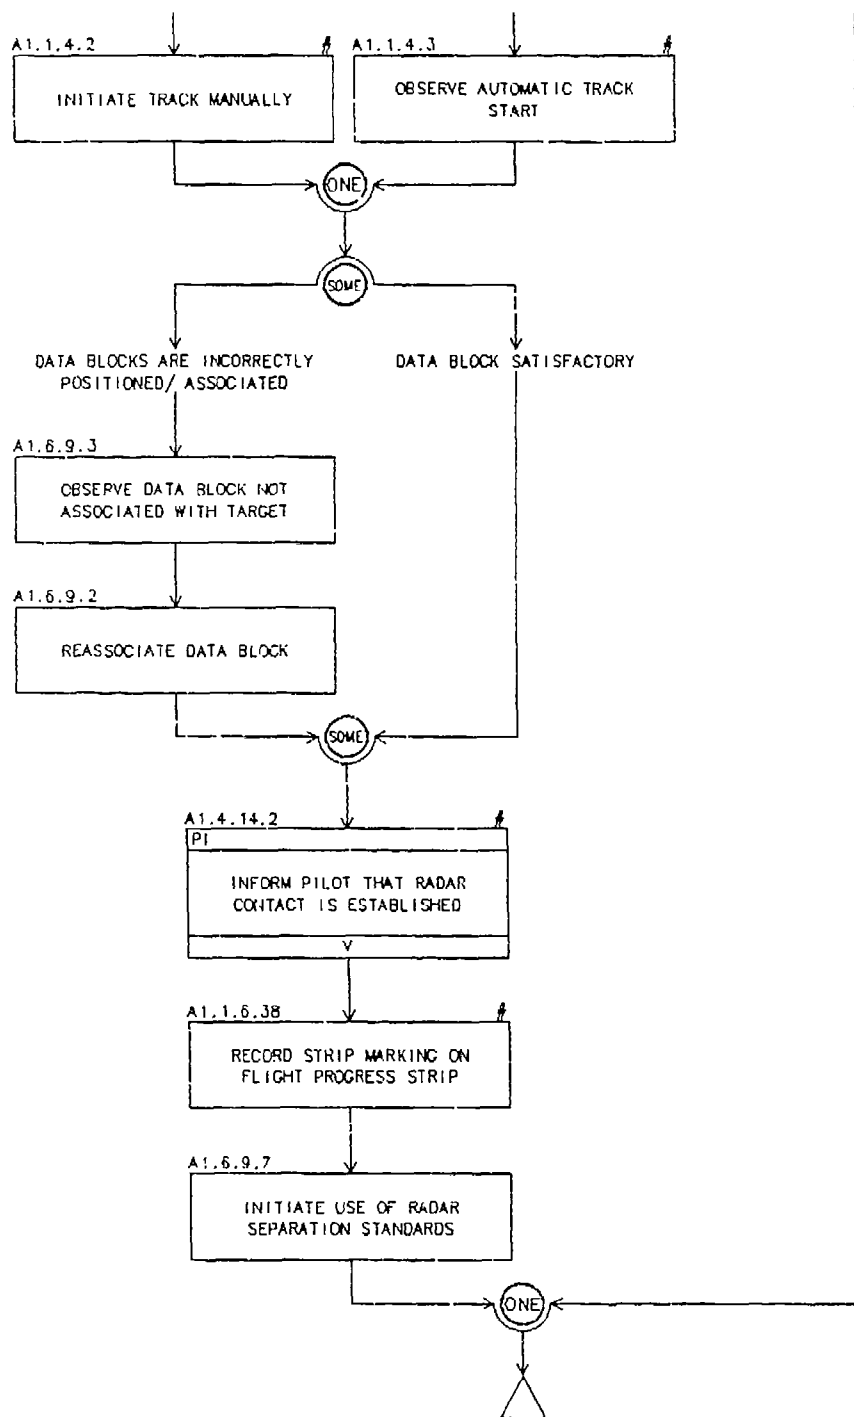 A1.1.4.2
A1.1.4.3
INITIATE TRACK MANUALLY
OBSERVE AUTOMATIC TRACK
START
ONE
SOME
DATA BLOCKS ARE INCORRECTLY
POSITIONED/ ASSOCIATED
DATA BLOCK SATISFACTORY
A1.6.9.3
OBSERVE DATA BLOCK NOT
ASSOCIATED WITH TARGET
A1.6.9.2
REASSOCIATE DATA BLOCK
SOME
A1.4.14.2
PI
INFORM PILOT THAT RADAR
CONTACT IS ESTABLISHED
V
A1.1.6.38
RECORD STRIP MARKING ON
FLIGHT PROGRESS STRIP
A1.6.9.7
INITIATE USE OF RADAR
SEPARATION STANDARDS
ONE